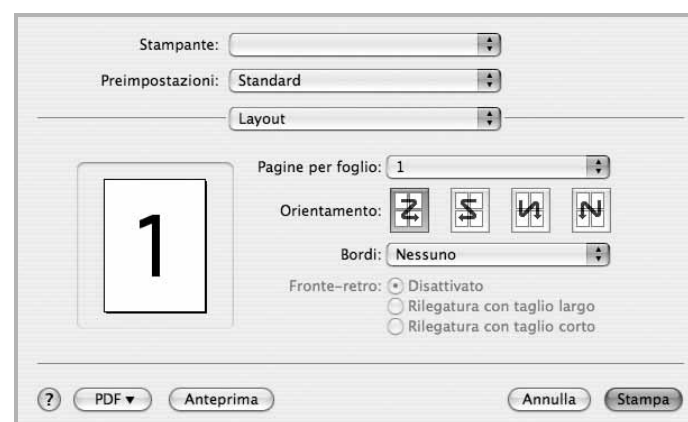 Stampante:
Preimpostazioni: Standard
Layout
Pagine per foglio: 1
1
Orientamento:
Bordi: Nessuno
Fronte-retro: Disattivato
Rilegatura con taglio largo
Rilegatura con taglio corto
? PDF▼ Anteprima Annulla Stampa